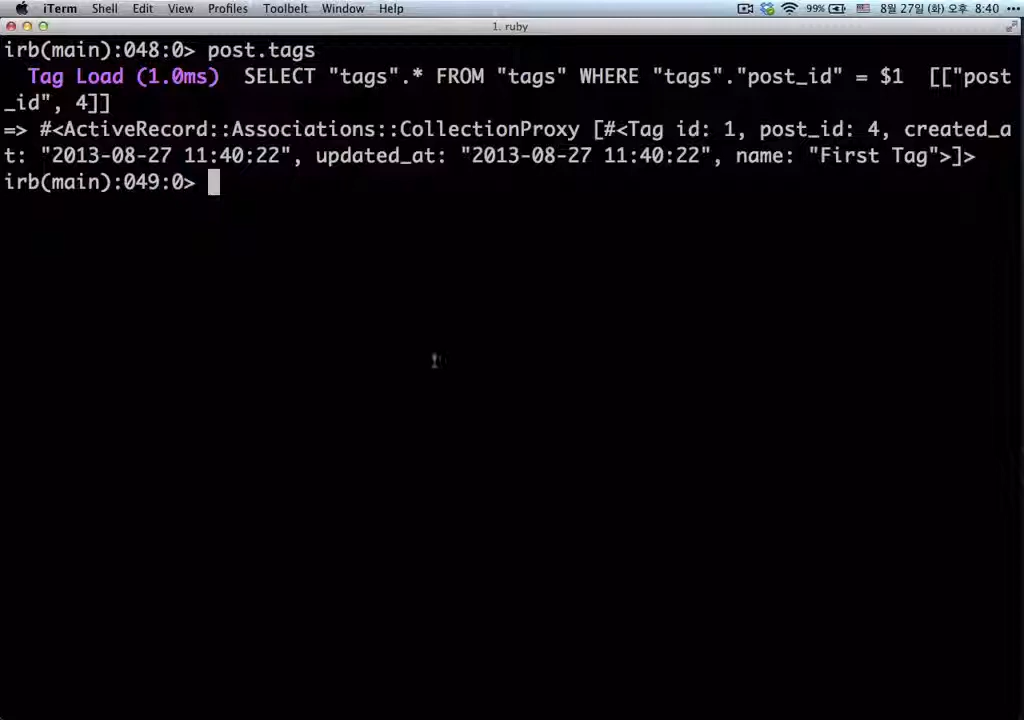 iTerm Shell Edit View Profiles Toolbelt Window Help 99% 8월 27일 (화) 오후 8:40
1. ruby
irb(main):048:0> post.tags
Tag Load (1.0ms) SELECT "tags".* FROM "tags" WHERE "tags"."post_id" = $1 [["post
_id", 4]]
=> #<ActiveRecord::Associations::CollectionProxy [#<Tag id: 1, post_id: 4, created_a
t: "2013-08-27 11:40:22", updated_at: "2013-08-27 11:40:22", name: "First Tag">]>
irb(main):049:0>